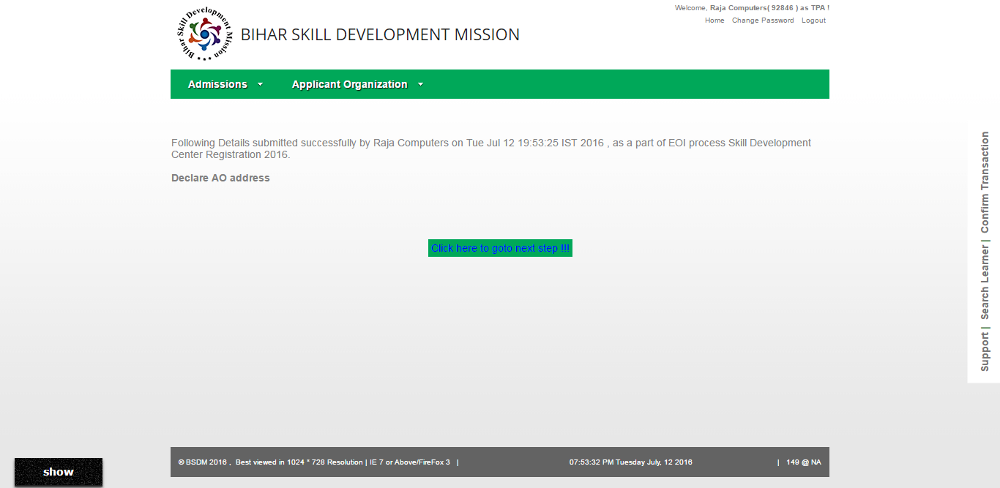 Welcome, Raja Computers( 92846 ) as TPA !
Home Change Password Logout
Bihar Skill Development Mission
BIHAR SKILL DEVELOPMENT MISSION
Admissions Applicant Organization
Following Details submitted successfully by Raja Computers on Tue Jul 12 19:53:25 IST 2016 , as a part of EOI process Skill Development
Center Registration 2016.
Declare AO address
Click here to goto next step !!!
Support | Search Learner | Confirm Transaction
© BSDM 2016 , Best viewed in 1024 * 728 Resolution | IE 7 or Above/FireFox 3 | 07:53:32 PM Tuesday July, 12 2016 | 149 @ NA
show